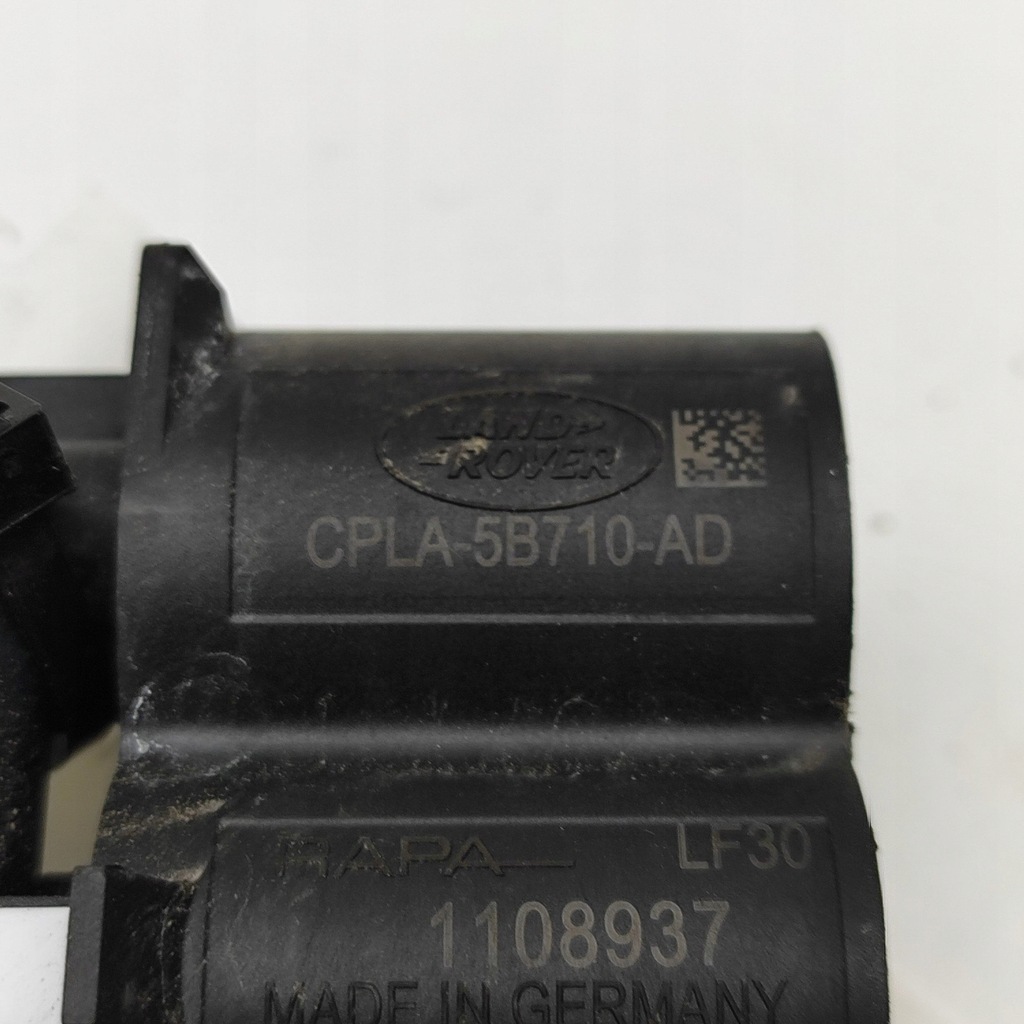 LAND
ROVER
CPLA-5B710-AD
RAPA LF30
1108937
MADE IN GERMANY